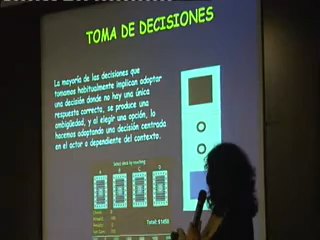 TOMA DE DECISIONES
La mayoría de las decisiones que
tomamos habitualmente implican adoptar
una decisión donde no hay una única
respuesta correcta, se produce una
ambigüedad, y al elegir una opción, lo
hacemos adoptando una decisión centrada
en el actor o dependiente del contexto.
A B C D